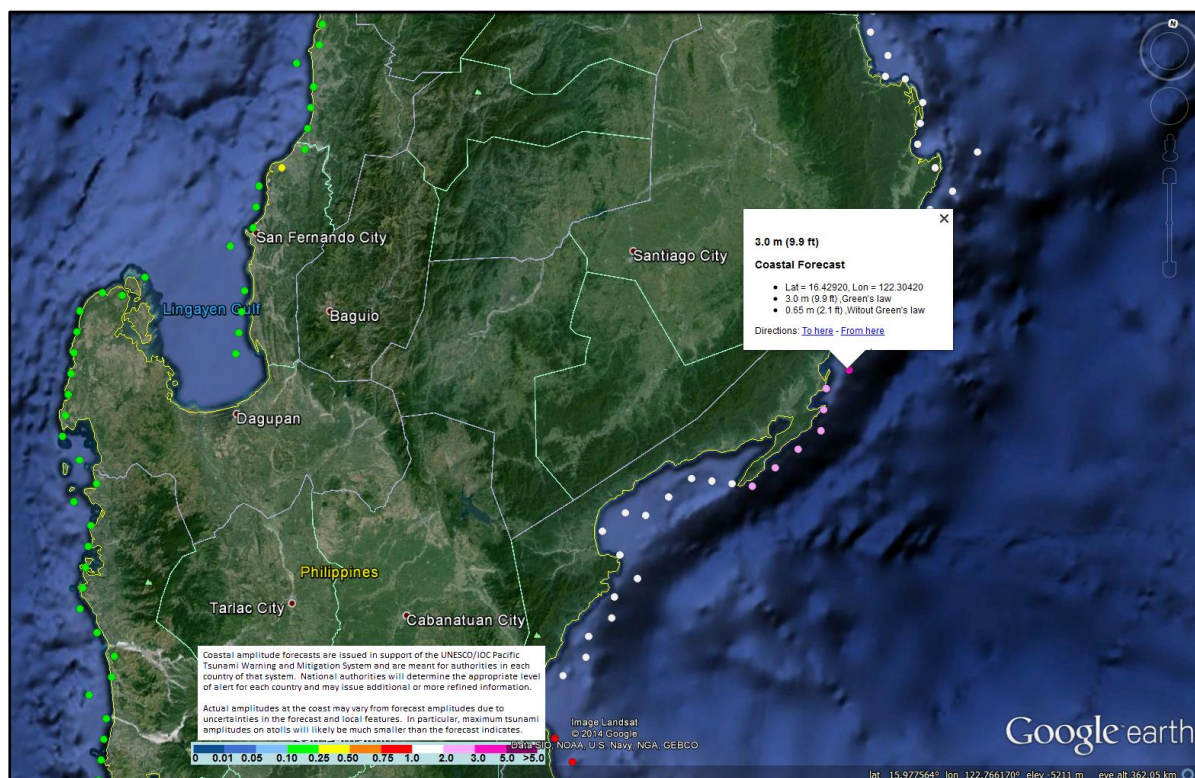 N
San Fernando City
Santiago City
Lingayen Gulf
Baguio
Dagupan
Philippines
Tarlac City
Cabanatuan City
3.0 m (9.9 ft)
Coastal Forecast
Lat = 16.42920, Lon = 122.30420
3.0 m (9.9 ft) ,Green's law
0.65 m (2.1 ft) ,Witout Green's law
Directions: To here - From here
Coastal amplitude forecasts are issued in support of the UNESCO/IOC Pacific
Tsunami Warning and Mitigation System and are meant for authorities in each
country of that system. National authorities will determine the appropriate level
of alert for each country and may issue additional or more refined information.
Actual amplitudes at the coast may vary from forecast amplitudes due to
uncertainties in the forecast and local features. In particular, maximum tsunami
amplitudes on atolls will likely be much smaller than the forecast indicates.
0 0.01 0.05 0.10 0.25 0.50 0.75 1.0 2.0 3.0 5.0 >5.0
Image Landsat
© 2014 Google
Data SIO, NOAA, U.S. Navy, NGA, GEBCO
Google earth
lat 15.977564° lon 122.766170° elev -5211 m eye alt 362.05 km